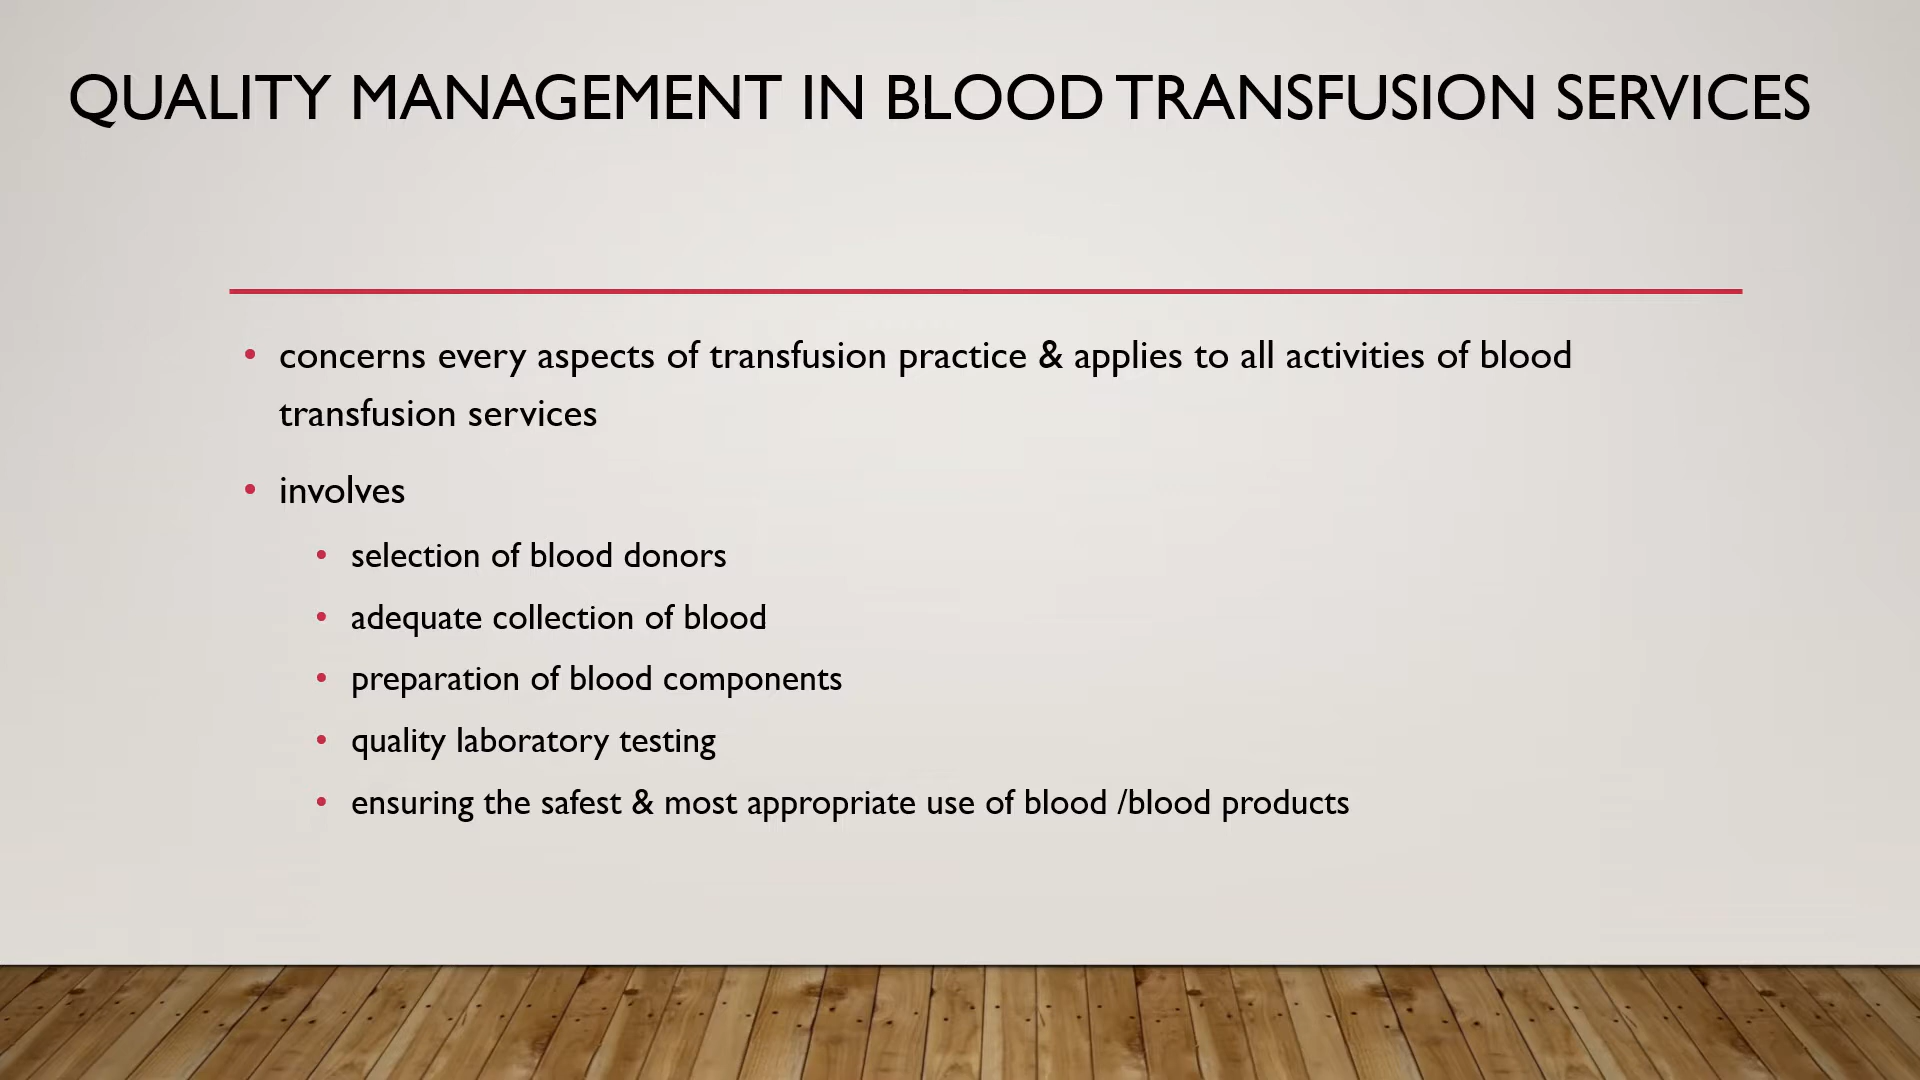 QUALITY MANAGEMENT IN BLOOD TRANSFUSION SERVICES
• concerns every aspects of transfusion practice & applies to all activities of blood
transfusion services
• involves
• selection of blood donors
• adequate collection of blood
• preparation of blood components
• quality laboratory testing
• ensuring the safest & most appropriate use of blood /blood products